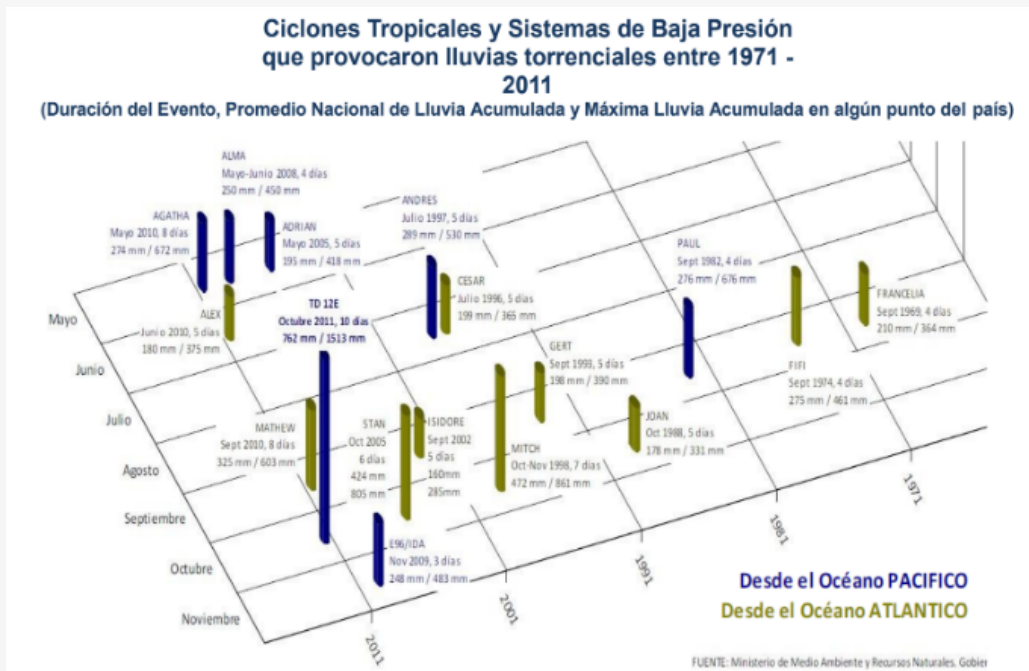 Ciclones Tropicales y Sistemas de Baja Presión
que provocaron lluvias torrenciales entre 1971 -
2011
(Duración del Evento, Promedio Nacional de Lluvia Acumulada y Máxima Lluvia Acumulada en algún punto del país)
ALMA
Mayo-Junio 2008, 4 días
250 mm / 450 mm
AGATHA
Mayo 2010, 8 días
274 mm / 672 mm
ADRIAN
Mayo 2005, 5 días
195 mm / 418 mm
ANDRES
Julio 1997, 5 días
289 mm / 530 mm
PAUL
Sept 1982, 4 días
276 mm / 676 mm
CESAR
Julio 1996, 5 días
199 mm / 365 mm
FRANCELIA
Sept 1969, 4 días
210 mm / 364 mm
ALEX
Junio 2010, 5 días
180 mm / 375 mm
TD 12E
Octubre 2011, 10 días
762 mm / 1513 mm
GERT
Sept 1993, 5 días
198 mm / 390 mm
FIFI
Sept 1974, 4 días
275 mm / 461 mm
MATHEW
Sept 2010, 8 días
325 mm / 603 mm
STAN
Oct 2005
6 días
424 mm
805 mm
ISIDORE
Sept 2002
5 días
160mm
285mm
MITCH
Oct-Nov 1998, 7 días
472 mm / 861 mm
JOAN
Oct 1988, 5 días
178 mm / 331 mm
E96/IDA
Nov 2009, 3 días
248 mm / 483 mm
Mayo
Junio
Julio
Agosto
Septiembre
Octubre
Noviembre
2011
2001
1991
1981
1971
Desde el Océano PACIFICO
Desde el Océano ATLANTICO
FUENTE: Ministerio de Medio Ambiente y Recursos Naturales, Gobie